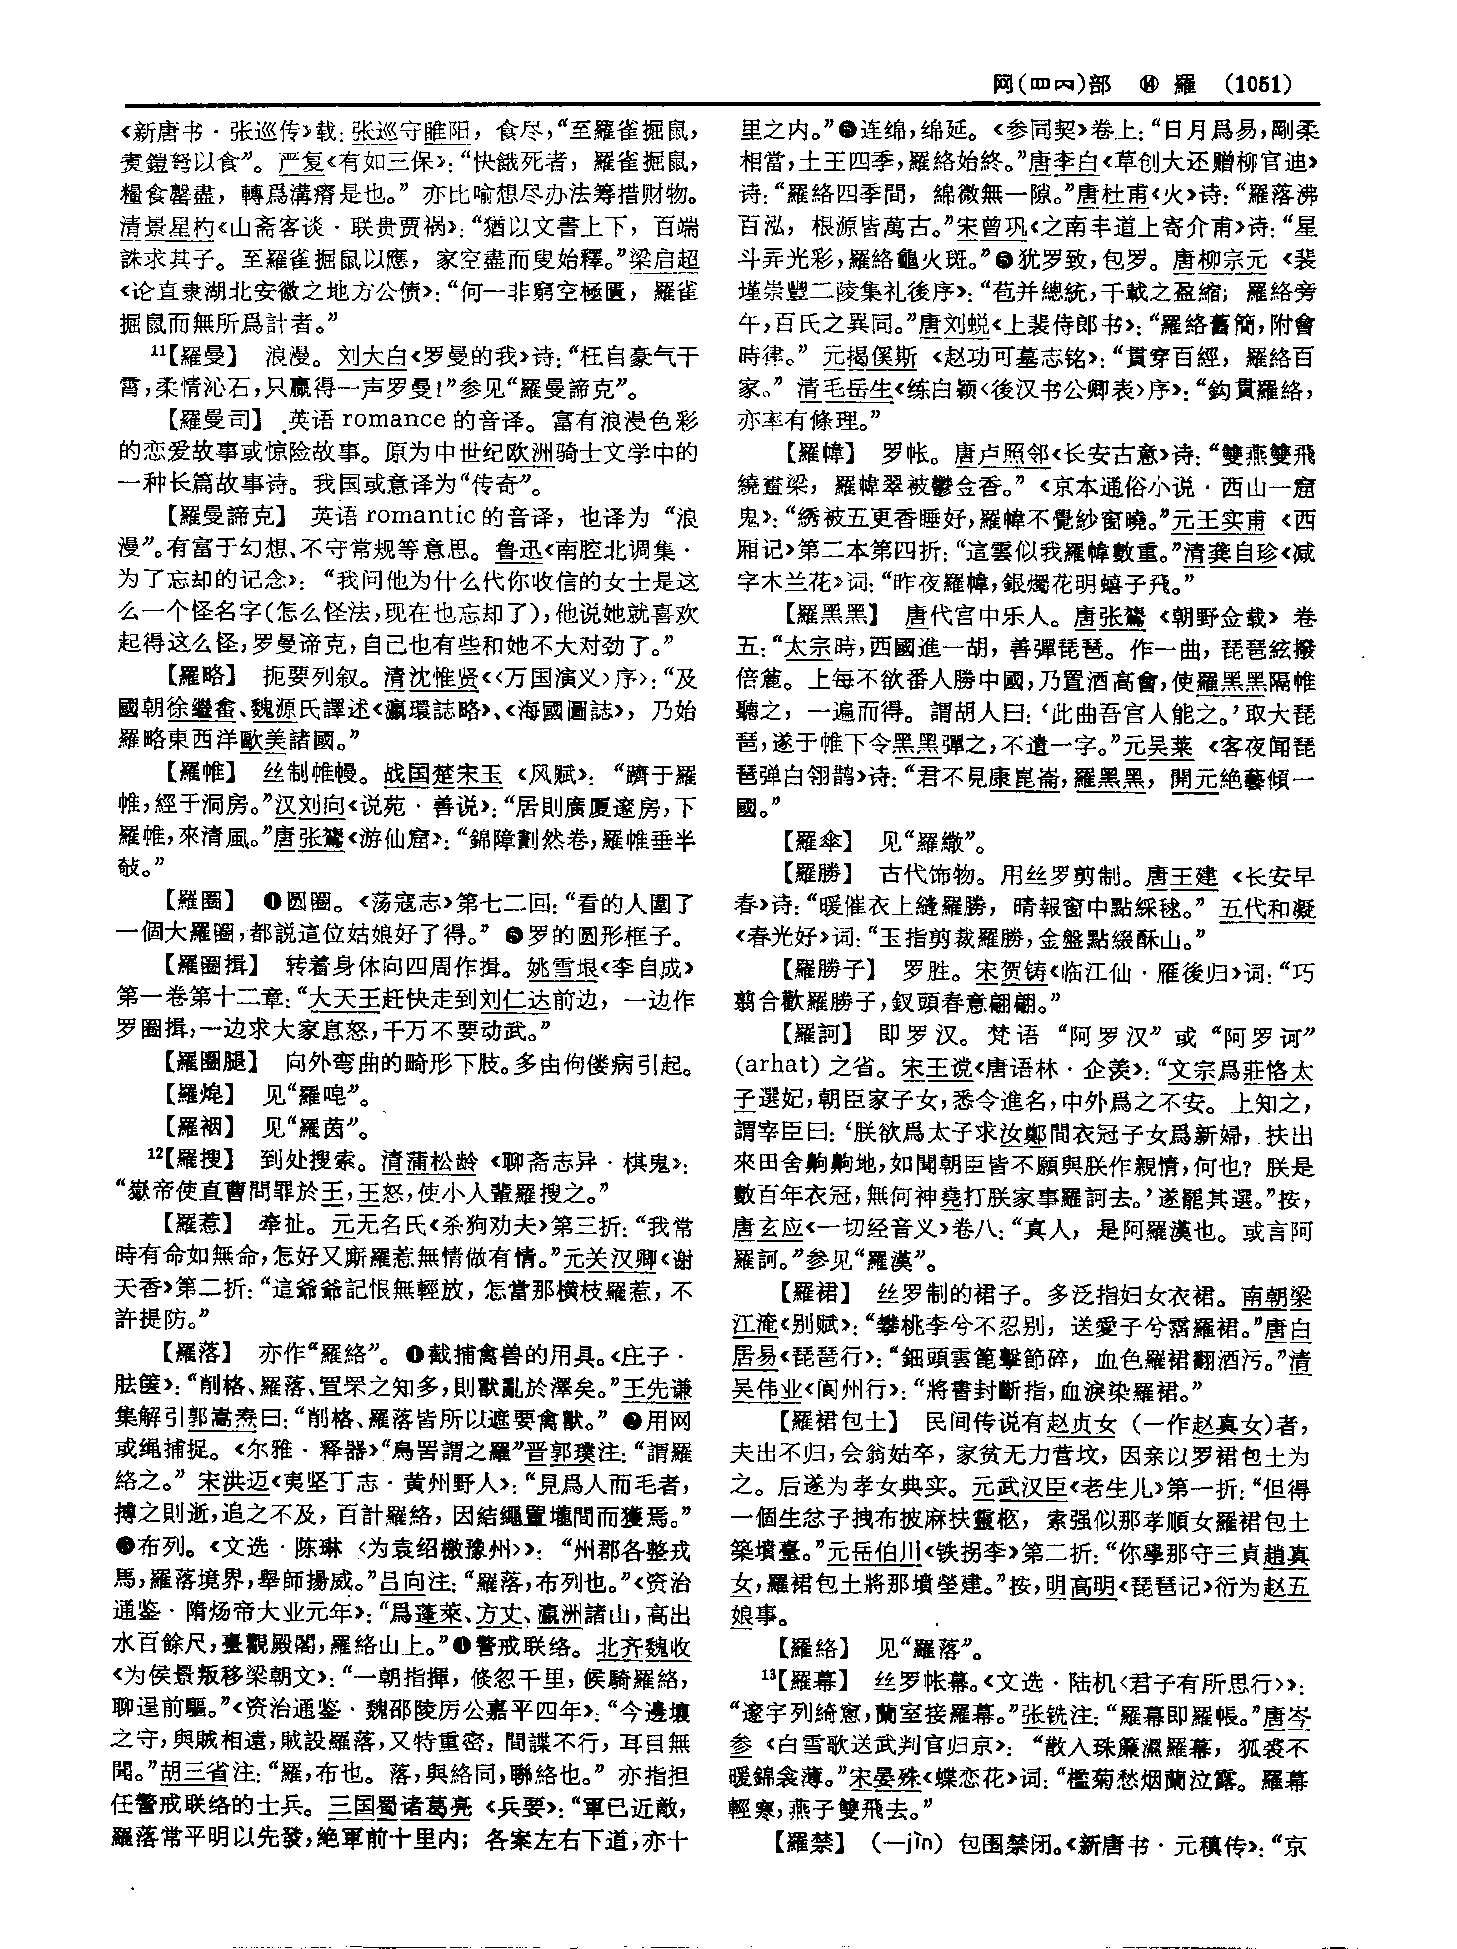 网(罒𦉫)部　⑭　羅　(1051)
《新唐书·张巡传》载：张巡守睢阳，食尽，“至羅雀掘鼠，
煑鎧弩以食”。严复《有如三保》：“快餓死者，羅雀掘鼠，
糧食罄盡，轉爲溝瘠是也。”亦比喻想尽办法筹措财物。
清景星杓《山斋客谈·联贵贾祸》：“猶以文書上下，百端
誅求其子。至羅雀掘鼠以應，家空盡而叟始釋。”梁启超
《论直隶湖北安徽之地方公债》：“何一非窮空極匱，羅雀
掘鼠而無所爲計者。”
11【羅曼】　浪漫。刘大白《罗曼的我》诗：“枉自豪气干
霄，柔情沁石，只赢得一声罗曼！”参见“羅曼諦克”。
【羅曼司】　英语 romance 的音译。富有浪漫色彩
的恋爱故事或惊险故事。原为中世纪欧洲骑士文学中的
一种长篇故事诗。我国或意译为“传奇”。
【羅曼諦克】　英语 romantic 的音译，也译为“浪
漫”。有富于幻想、不守常规等意思。鲁迅《南腔北调集·
为了忘却的记念》：“我问他为什么代你收信的女士是这
么一个怪名字(怎么怪法，现在也忘却了)，他说她就喜欢
起得这么怪，罗曼谛克，自己也有些和她不大对劲了。”
【羅略】　扼要列叙。清沈惟贤《〈万国演义〉序》：“及
國朝徐繼畬、魏源氏譯述《瀛環誌略》、《海國圖誌》，乃始
羅略東西洋歐美諸國。”
【羅帷】　丝制帷幔。战国楚宋玉《风赋》：“躋于羅
帷，經于洞房。”汉刘向《说苑·善说》：“居則廣厦邃房，下
羅帷，來清風。”唐张鷟《游仙窟》：“錦障劃然卷，羅帷垂半
攲。”
【羅圈】　❶圆圈。《荡寇志》第七二回：“看的人圍了
一個大羅圈，都説這位姑娘好了得。”❷罗的圆形框子。
【羅圈揖】　转着身体向四周作揖。姚雪垠《李自成》
第一卷第十二章：“大天王赶快走到刘仁达前边，一边作
罗圈揖，一边求大家息怒，千万不要动武。”
【羅圈腿】　向外弯曲的畸形下肢。多由佝偻病引起。
【羅煌】　见“羅喤”。
【羅裀】　见“羅茵”。
12【羅搜】　到处搜索。清蒲松龄《聊斋志异·棋鬼》：
“嶽帝使直曹問罪於王，王怒，使小人輩羅搜之。”
【羅惹】　牵扯。元无名氏《杀狗劝夫》第三折：“我常
時有命如無命，怎好又厮羅惹無情做有情。”元关汉卿《谢
天香》第二折：“這爺爺記恨無輕放，怎當那横枝羅惹，不
許提防。”
【羅落】　亦作“羅絡”。❶截捕禽兽的用具。《庄子·
胠箧》：“削格、羅落、罝罘之知多，則獸亂於澤矣。”王先谦
集解引郭嵩焘曰：“削格、羅落皆所以遮要禽獸。”❷用网
或绳捕捉。《尔雅·释器》“鳥罟謂之羅”晋郭璞注：“謂羅
絡之。”宋洪迈《夷坚丁志·黄州野人》：“見爲人而毛者，
搏之則逝，追之不及，百計羅絡，因結繩置壠間而獲焉。”
❸布列。《文选·陈琳〈为袁绍檄豫州〉》：“州郡各整戎
馬，羅落境界，舉師揚威。”吕向注：“羅落，布列也。”《资治
通鉴·隋炀帝大业元年》：“爲蓬萊、方丈、瀛洲諸山，高出
水百餘尺，臺觀殿閣，羅絡山上。”❹警戒联络。北齐魏收
《为侯景叛移梁朝文》：“一朝指揮，倏忽千里，候騎羅絡，
聊逞前驅。”《资治通鉴·魏邵陵厉公嘉平四年》：“今邊壤
之守，與賊相遠，賊設羅落，又特重密，間諜不行，耳目無
聞。”胡三省注：“羅，布也。落，與絡同，聯絡也。”亦指担
任警戒联络的士兵。三国蜀诸葛亮《兵要》：“軍已近敵，
羅落常平明以先發，絶軍前十里内；各案左右下道，亦十
里之内。”❺连绵，绵延。《参同契》卷上：“日月爲易，剛柔
相當，土王四季，羅絡始終。”唐李白《草创大还赠柳官迪》
诗：“羅絡四季間，綿微無一隙。”唐杜甫《火》诗：“羅落沸
百泓，根源皆萬古。”宋曾巩《之南丰道上寄介甫》诗：“星
斗弄光彩，羅絡龜火斑。”❻犹罗致，包罗。唐柳宗元《裴
墐崇豐二陵集礼後序》：“苞并總統，千載之盈縮；羅絡旁
午，百氏之異同。”唐刘蜕《上裴侍郎书》：“羅絡舊簡，附會
時律。”元揭傒斯《赵功可墓志铭》：“貫穿百經，羅絡百
家。”清毛岳生《练白颖〈後汉书公卿表〉序》：“鈎貫羅絡，
亦率有條理。”
【羅幃】　罗帐。唐卢照邻《长安古意》诗：“雙燕雙飛
繞畫梁，羅幃翠被鬱金香。”《京本通俗小说·西山一窟
鬼》：“綉被五更香睡好，羅幃不覺紗窗曉。”元王实甫《西
厢记》第二本第四折：“這雲似我羅幃數重。”清龚自珍《减
字木兰花》词：“昨夜羅幃，銀燭花明蟢子飛。”
【羅黑黑】　唐代宫中乐人。唐张鷟《朝野佥载》卷
五：“太宗時，西國進一胡，善彈琵琶。作一曲，琵琶絃撥
倍麄。上每不欲番人勝中國，乃置酒高會，使羅黑黑隔帷
聽之，一遍而得。謂胡人曰：‘此曲吾宫人能之。’取大琵
琶，遂于帷下令黑黑彈之，不遺一字。”元吴莱《客夜闻琵
琶弹白翎鹊》诗：“君不見康崑崙，羅黑黑，開元絶藝傾一
國。”
【羅傘】　见“羅繖”。
【羅勝】　古代饰物。用丝罗剪制。唐王建《长安早
春》诗：“暖催衣上縫羅勝，晴報窗中點綵毬。”五代和凝
《春光好》词：“玉指剪裁羅勝，金盤點綴酥山。”
【羅勝子】　罗胜。宋贺铸《临江仙·雁後归》词：“巧
翦合歡羅勝子，釵頭春意翩翩。”
【羅訶】　即罗汉。梵语“阿罗汉”或“阿罗诃”
(arhat)之省。宋王谠《唐语林·企羡》：“文宗爲莊恪太
子選妃，朝臣家子女，悉令進名，中外爲之不安。上知之，
謂宰臣曰：‘朕欲爲太子求汝鄭間衣冠子女爲新婦，扶出
來田舍齁齁地，如聞朝臣皆不願與朕作親情，何也？朕是
數百年衣冠，無何神堯打朕家事羅訶去。’遂罷其選。”按，
唐玄应《一切经音义》卷八：“真人，是阿羅漢也。或言阿
羅訶。”参见“羅漢”。
【羅裙】　丝罗制的裙子。多泛指妇女衣裙。南朝梁
江淹《别赋》：“攀桃李兮不忍别，送愛子兮霑羅裙。”唐白
居易《琵琶行》：“鈿頭雲篦擊節碎，血色羅裙翻酒污。”清
吴伟业《阆州行》：“將書封斷指，血淚染羅裙。”
【羅裙包土】　民间传说有赵贞女（一作赵真女)者，
夫出不归，会翁姑卒，家贫无力营坟，因亲以罗裙包土为
之。后遂为孝女典实。元武汉臣《老生儿》第一折：“但得
一個生忿子拽布披麻扶靈柩，索强似那孝順女羅裙包土
築墳臺。”元岳伯川《铁拐李》第二折：“你學那守三貞趙真
女，羅裙包土將那墳塋建。”按，明高明《琵琶记》衍为赵五
娘事。
【羅絡】　见“羅落”。
13【羅幕】　丝罗帐幕。《文选·陆机〈君子有所思行〉》：
“邃宇列綺窻，蘭室接羅幕。”张铣注：“羅幕即羅帳。”唐岑
参《白雪歌送武判官归京》：“散入珠簾濕羅幕，狐裘不
暖錦衾薄。”宋晏殊《蝶恋花》词：“檻菊愁烟蘭泣露。羅幕
輕寒，燕子雙飛去。”
【羅禁】　（—jìn）包围禁闭。《新唐书·元稹传》：“京